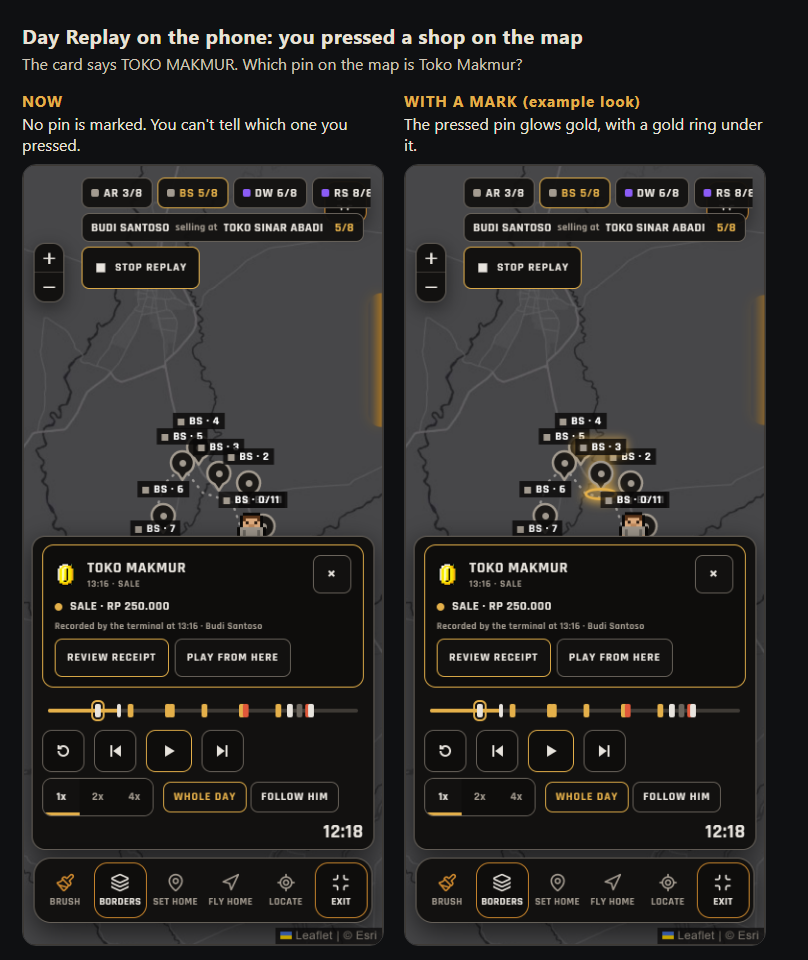 Day Replay on the phone: you pressed a shop on the map
The card says TOKO MAKMUR. Which pin on the map is Toko Makmur?
NOW
No pin is marked. You can't tell which one you
pressed.
AR 3/8 BS 5/8 DW 6/8 RS 8/8
BUDI SANTOSO selling at TOKO SINAR ABADI 5/8
+
STOP REPLAY
−
BS · 4
BS · 5
BS · 3
BS · 2
BS · 6
BS · 0/11
BS · 7
TOKO MAKMUR
×
13:16 · SALE
SALE · RP 250.000
Recorded by the terminal at 13:16 · Budi Santoso
REVIEW RECEIPT PLAY FROM HERE
1x 2x 4x WHOLE DAY FOLLOW HIM
12:18
BRUSH BORDERS SET HOME FLY HOME LOCATE EXIT
Leaflet | © Esri
WITH A MARK (example look)
The pressed pin glows gold, with a gold ring under
it.
AR 3/8 BS 5/8 DW 6/8 RS 8/8
BUDI SANTOSO selling at TOKO SINAR ABADI 5/8
+
STOP REPLAY
−
BS · 4
BS · 5
BS · 3
BS · 2
BS · 6
BS · 0/11
BS · 7
TOKO MAKMUR
×
13:16 · SALE
SALE · RP 250.000
Recorded by the terminal at 13:16 · Budi Santoso
REVIEW RECEIPT PLAY FROM HERE
1x 2x 4x WHOLE DAY FOLLOW HIM
12:18
BRUSH BORDERS SET HOME FLY HOME LOCATE EXIT
Leaflet | © Esri